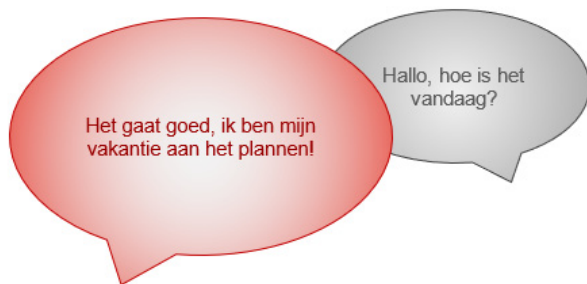 Hallo, hoe is het
vandaag?
Het gaat goed, ik ben mijn
vakantie aan het plannen!